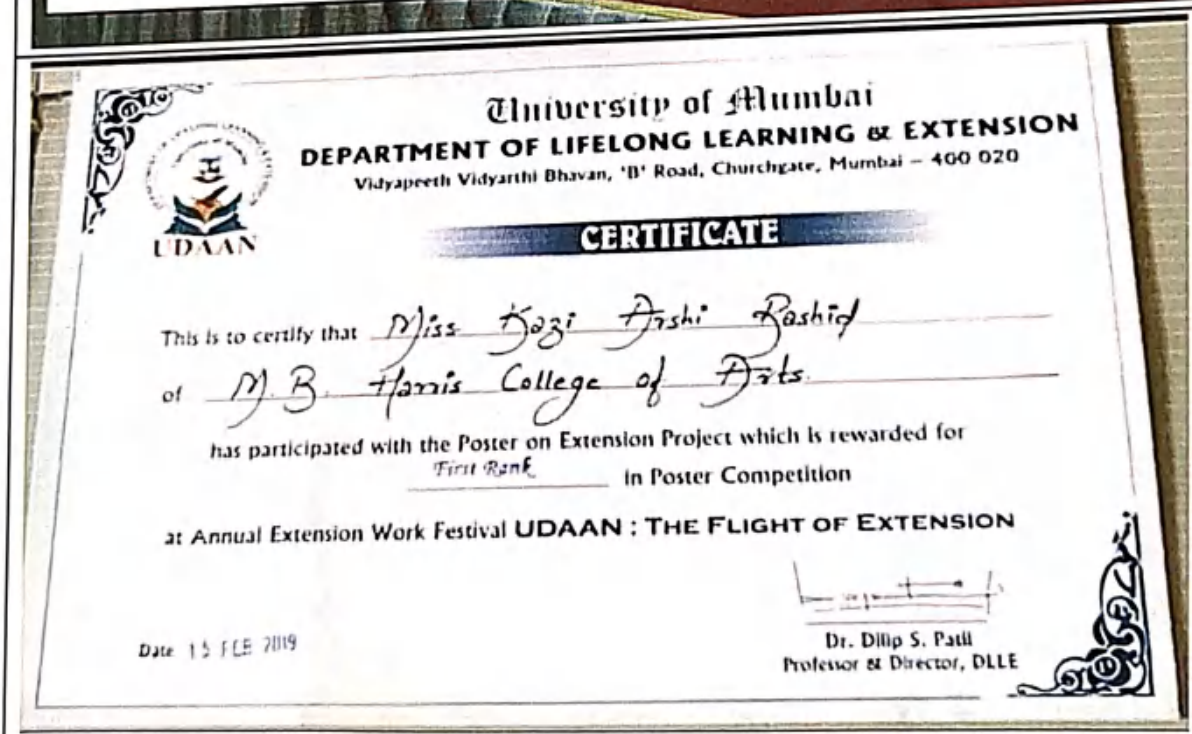 University of Mumbai
DEPARTMENT OF LIFELONG LEARNING & EXTENSION
Vidyapeeth Vidyarthi Bhavan, 'B' Road, Churchgate, Mumbai – 400 020
UDAAN
CERTIFICATE
This is to certify that Miss Kazi Arshi Rashid
of M. B. Harris College of Arts.
has participated with the Poster on Extension Project which is rewarded for
First Rank in Poster Competition
at Annual Extension Work Festival UDAAN : THE FLIGHT OF EXTENSION
Date 15 FEB 2019
Dr. Dilip S. Patil
Professor & Director, DLLE